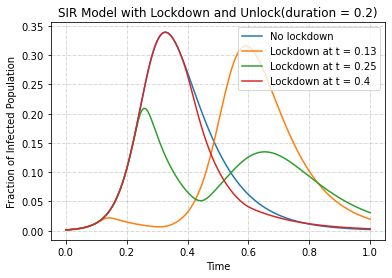 SIR Model with Lockdown and Unlock(duration = 0.2)
No lockdown
Lockdown at t = 0.13
Lockdown at t = 0.25
Lockdown at t = 0.4
Fraction of Infected Population
0.35
0.30
0.25
0.20
0.15
0.10
0.05
0.00
0.0 0.2 0.4 0.6 0.8 1.0
Time